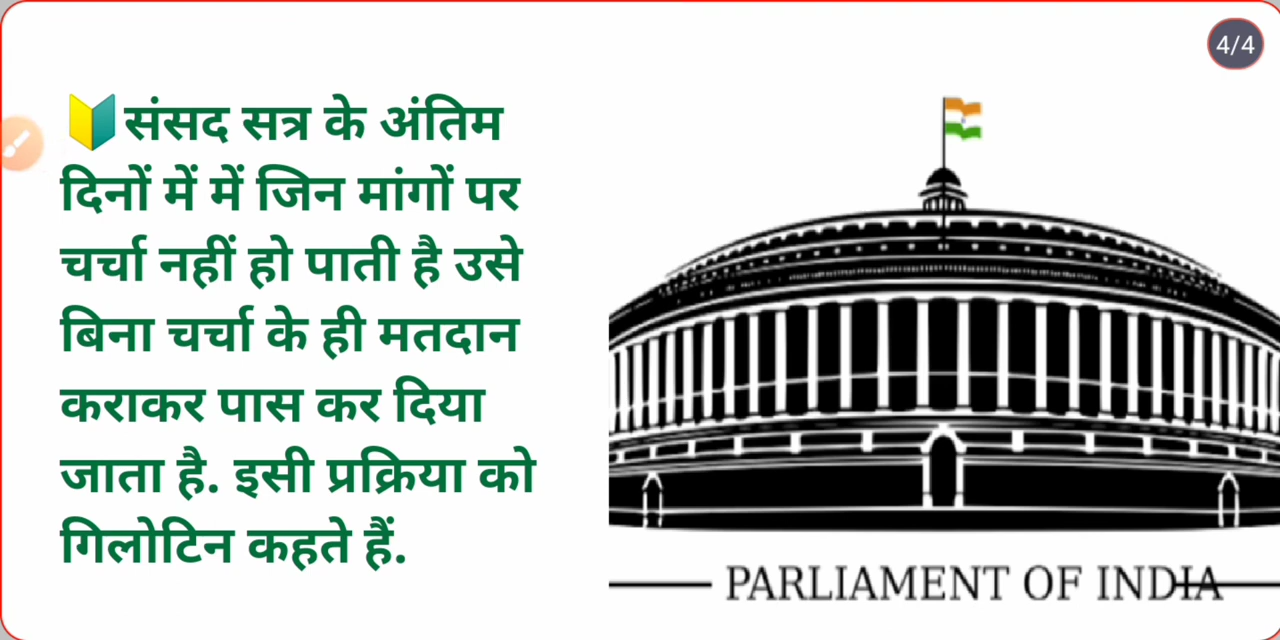 4/4
🔰संसद सत्र के अंतिम
दिनों में में जिन मांगों पर
चर्चा नहीं हो पाती है उसे
बिना चर्चा के ही मतदान
कराकर पास कर दिया
जाता है. इसी प्रक्रिया को
गिलोटिन कहते हैं.
PARLIAMENT OF INDIA